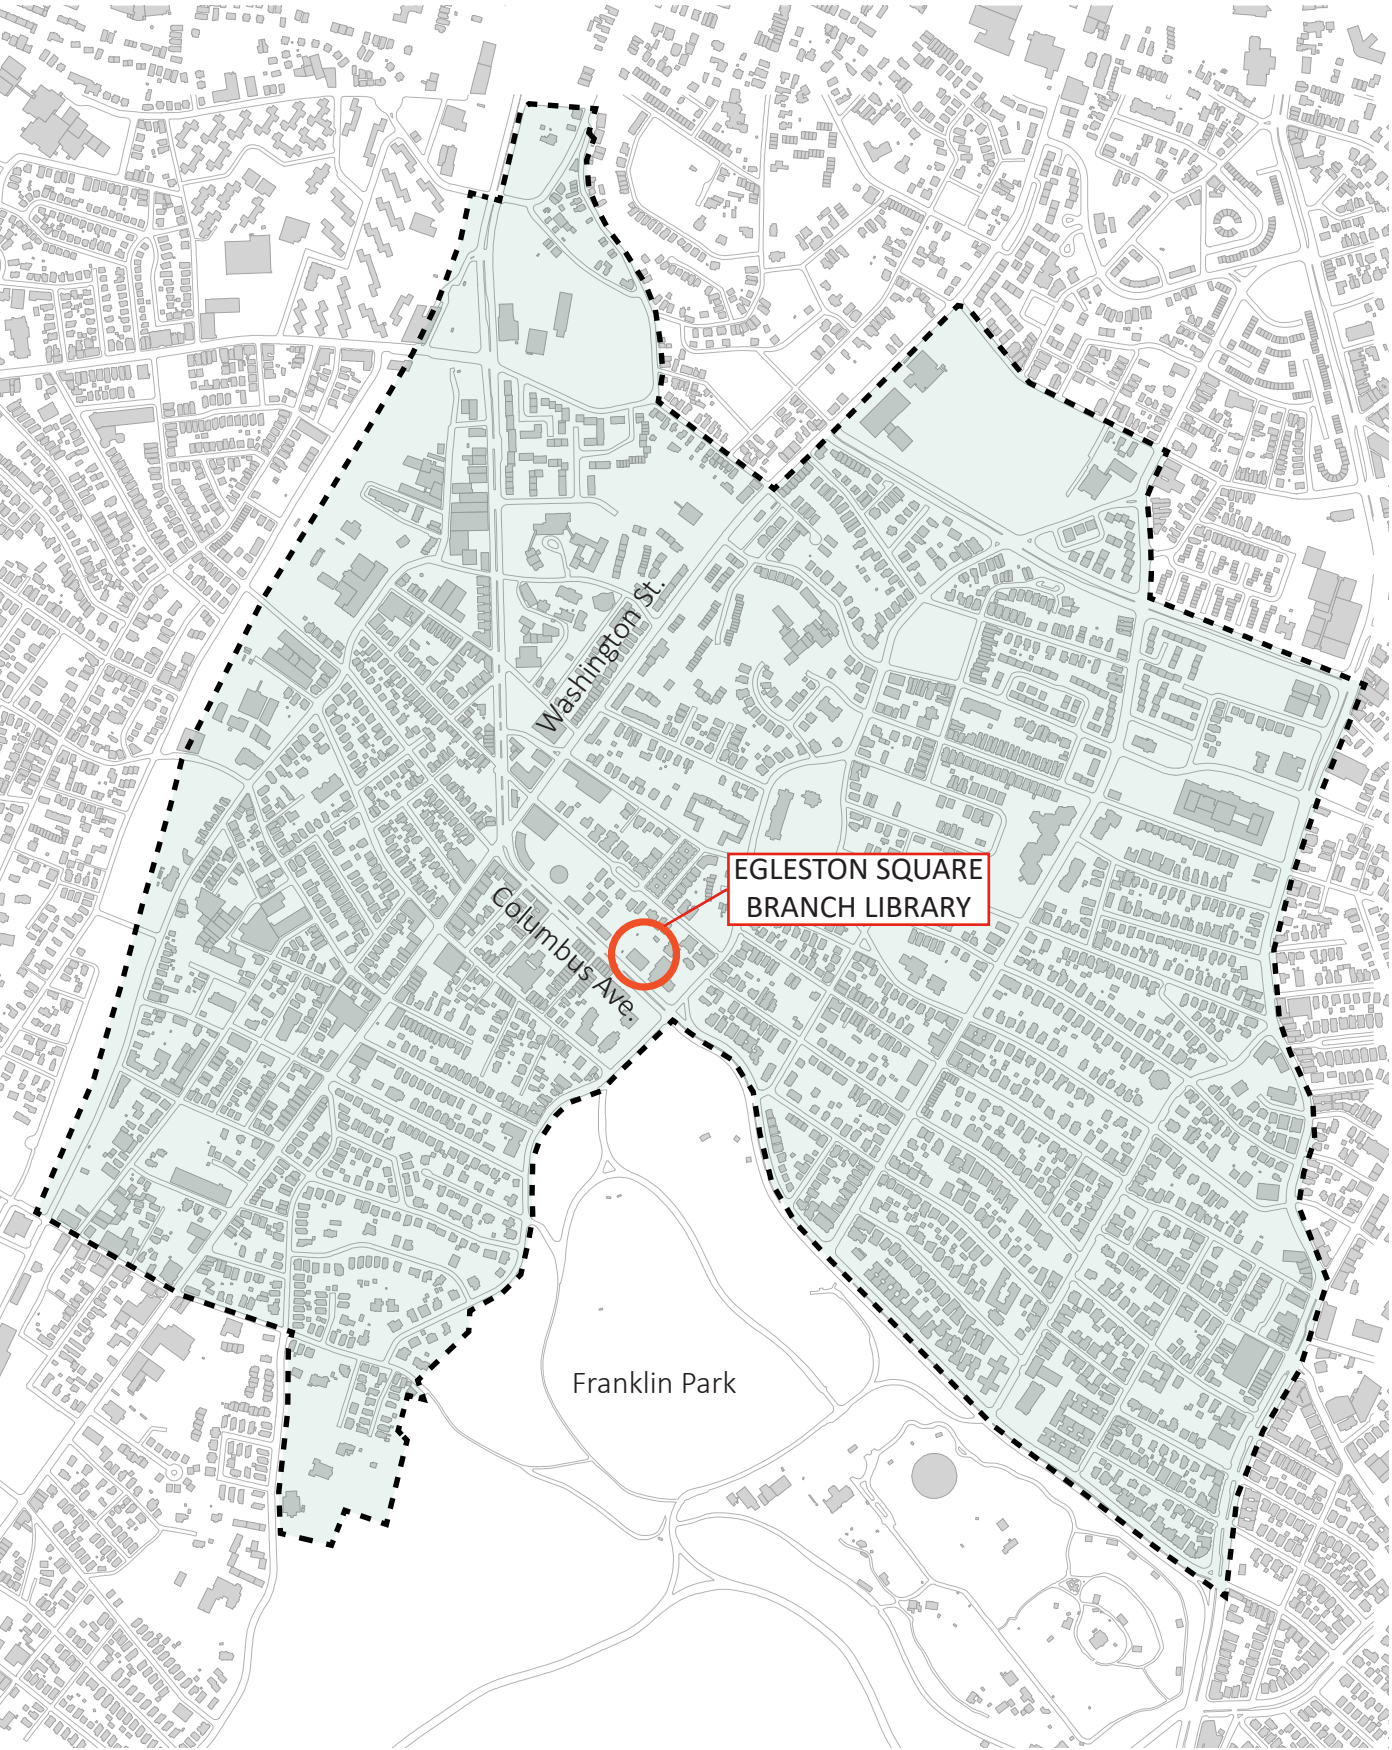 Washington St.
EGLESTON SQUARE
BRANCH LIBRARY
Columbus Ave.
Franklin Park